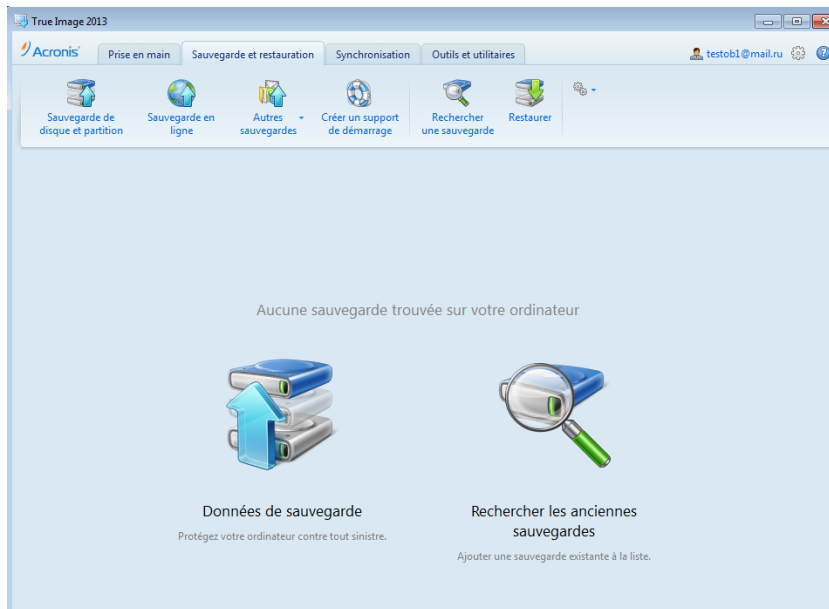 True Image 2013
Acronis
Prise en main
Sauvegarde et restauration
Synchronisation
Outils et utilitaires
testob1@mail.ru
?
Sauvegarde de
disque et partition
Sauvegarde en
ligne
Autres
sauvegardes
Créer un support
de démarrage
Rechercher
une sauvegarde
Restaurer
Aucune sauvegarde trouvée sur votre ordinateur
Données de sauvegarde
Protégez votre ordinateur contre tout sinistre.
Rechercher les anciennes
sauvegardes
Ajouter une sauvegarde existante à la liste.